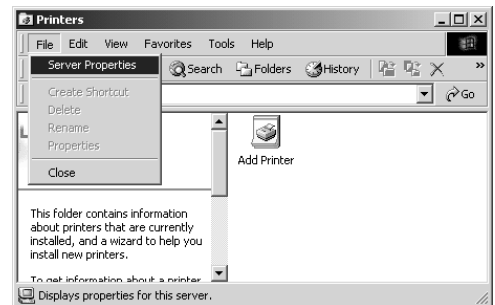 Printers
File Edit View Favorites Tools Help
Server Properties
Search Folders History
»
Create Shortcut
Go
Delete
Rename
Properties
Close
Add Printer
This folder contains information
about printers that are currently
installed, and a wizard to help you
install new printers.
To get information about a printer
Displays properties for this server.